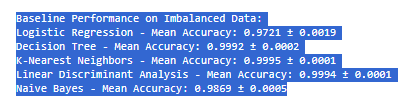 Baseline Performance on Imbalanced Data:
Logistic Regression - Mean Accuracy: 0.9721 ± 0.0019
Decision Tree - Mean Accuracy: 0.9992 ± 0.0002
K-Nearest Neighbors - Mean Accuracy: 0.9995 ± 0.0001
Linear Discriminant Analysis - Mean Accuracy: 0.9994 ± 0.0001
Naive Bayes - Mean Accuracy: 0.9869 ± 0.0005